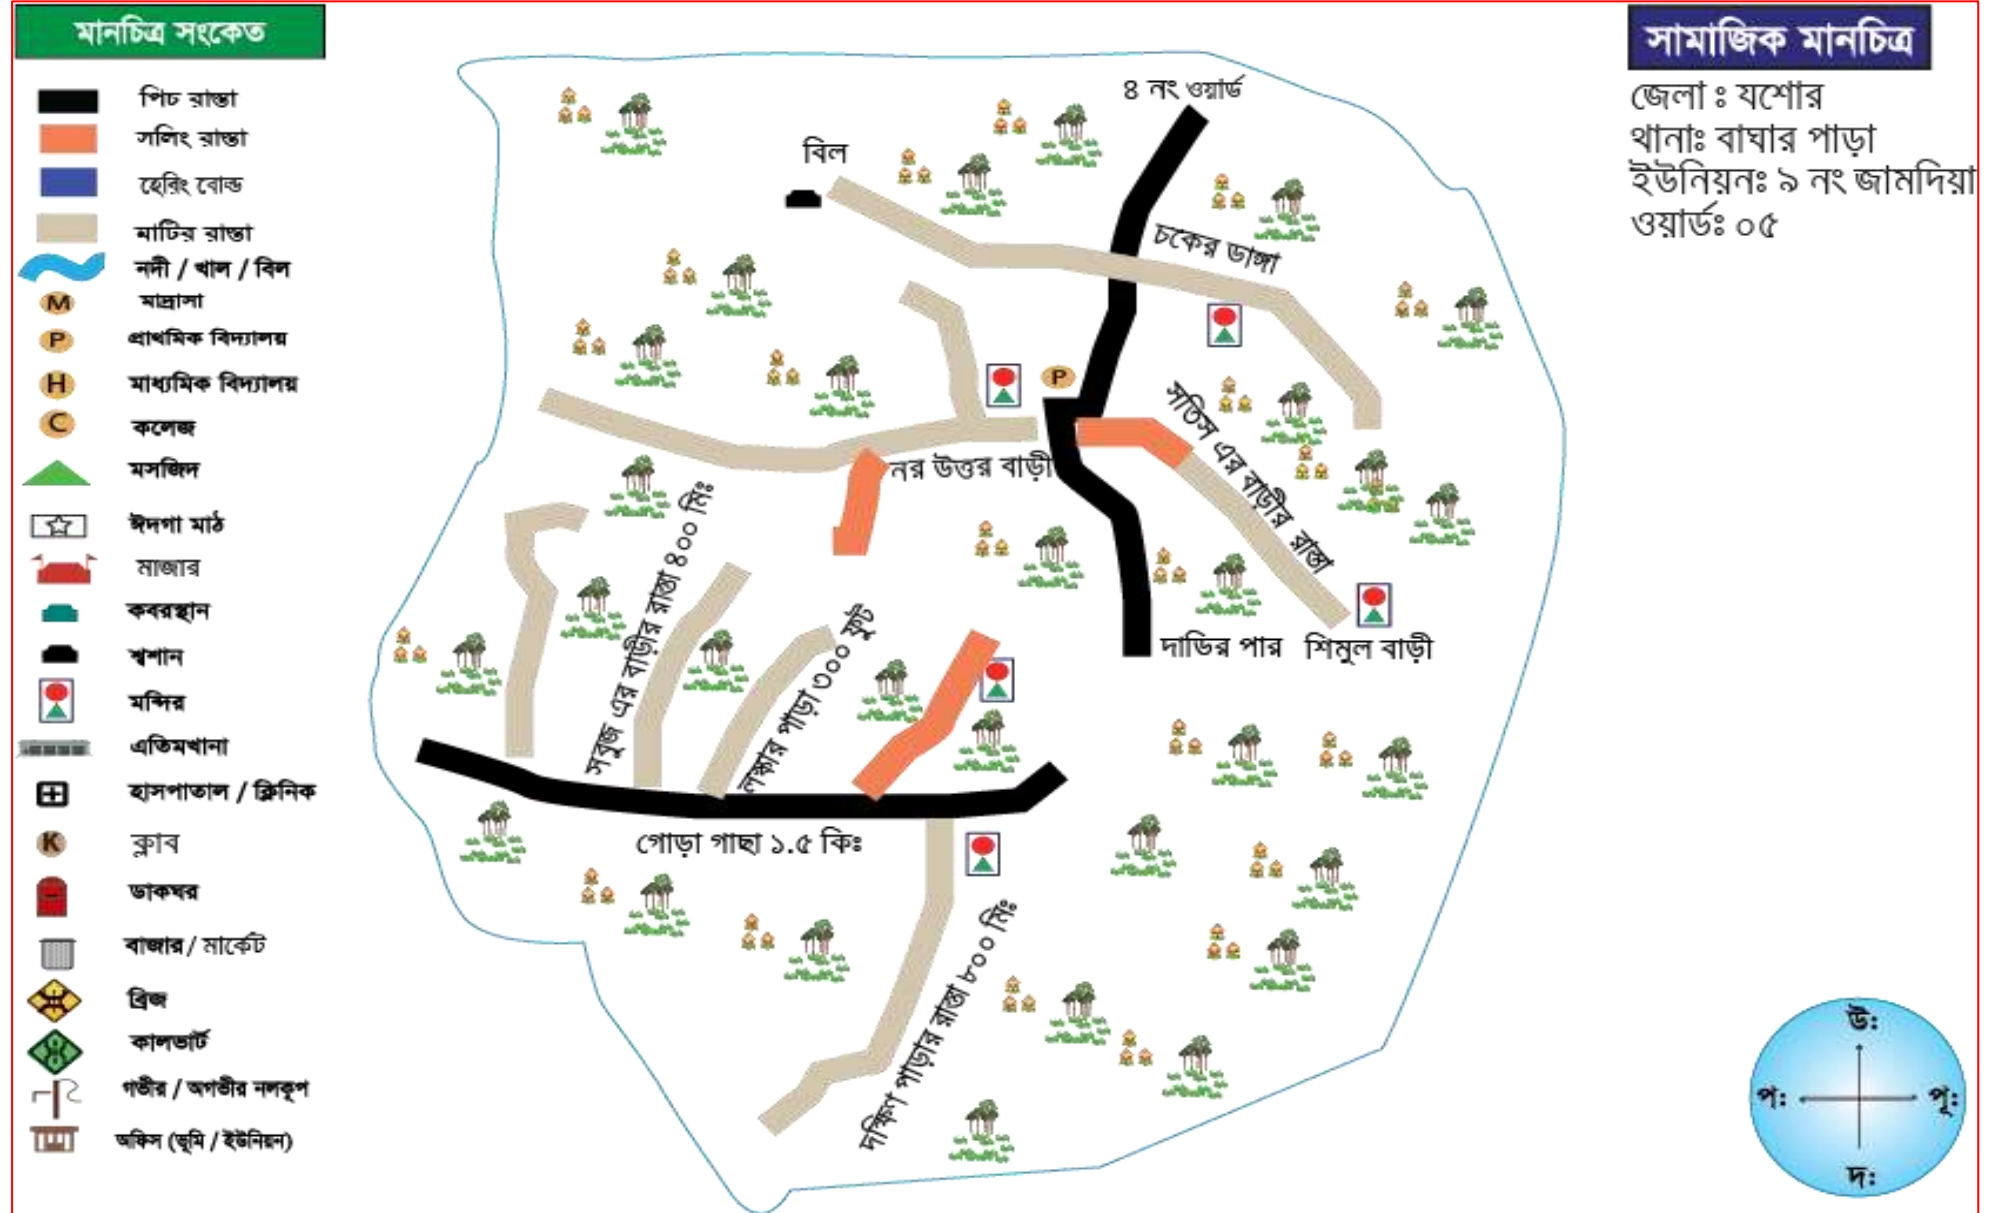 মানচিত্র সংকেত
পিচ রাস্তা
সলিং রাস্তা
হেরিং বোল্ড
মাটির রাস্তা
নদী / খাল / বিল
M
মাদ্রাসা
P
প্রাথমিক বিদ্যালয়
H
মাধ্যমিক বিদ্যালয়
C
কলেজ
মসজিদ
ঈদগা মাঠ
মাজার
কবরস্থান
শ্বশান
মন্দির
এতিমখানা
হাসপাতাল / ক্লিনিক
K
ক্লাব
ডাকঘর
বাজার / মার্কেট
ব্রিজ
কালভার্ট
গভীর / অগভীর নলকূপ
অফিস (ভূমি / ইউনিয়ন)
৪ নং ওয়ার্ড
বিল
চকের ডাঙ্গা
P
সতিস এর বাড়ীর রাস্তা
নর উত্তর বাড়ী
সবুজ এর বাড়ীর রাস্তা ৪০০ মিঃ
লস্কার পাড়া ৩০০ ফুট
দাডির পার
শিমুল বাড়ী
গোড়া গাছা ১.৫ কিঃ
দক্ষিণ পাড়ার রাস্তা ৮০০ মিঃ
সামাজিক মানচিত্র
জেলা ঃ যশোর
থানাঃ বাঘার পাড়া
ইউনিয়নঃ ৯ নং জামদিয়া
ওয়ার্ডঃ ০৫
উ:
প:
পূ:
দ: